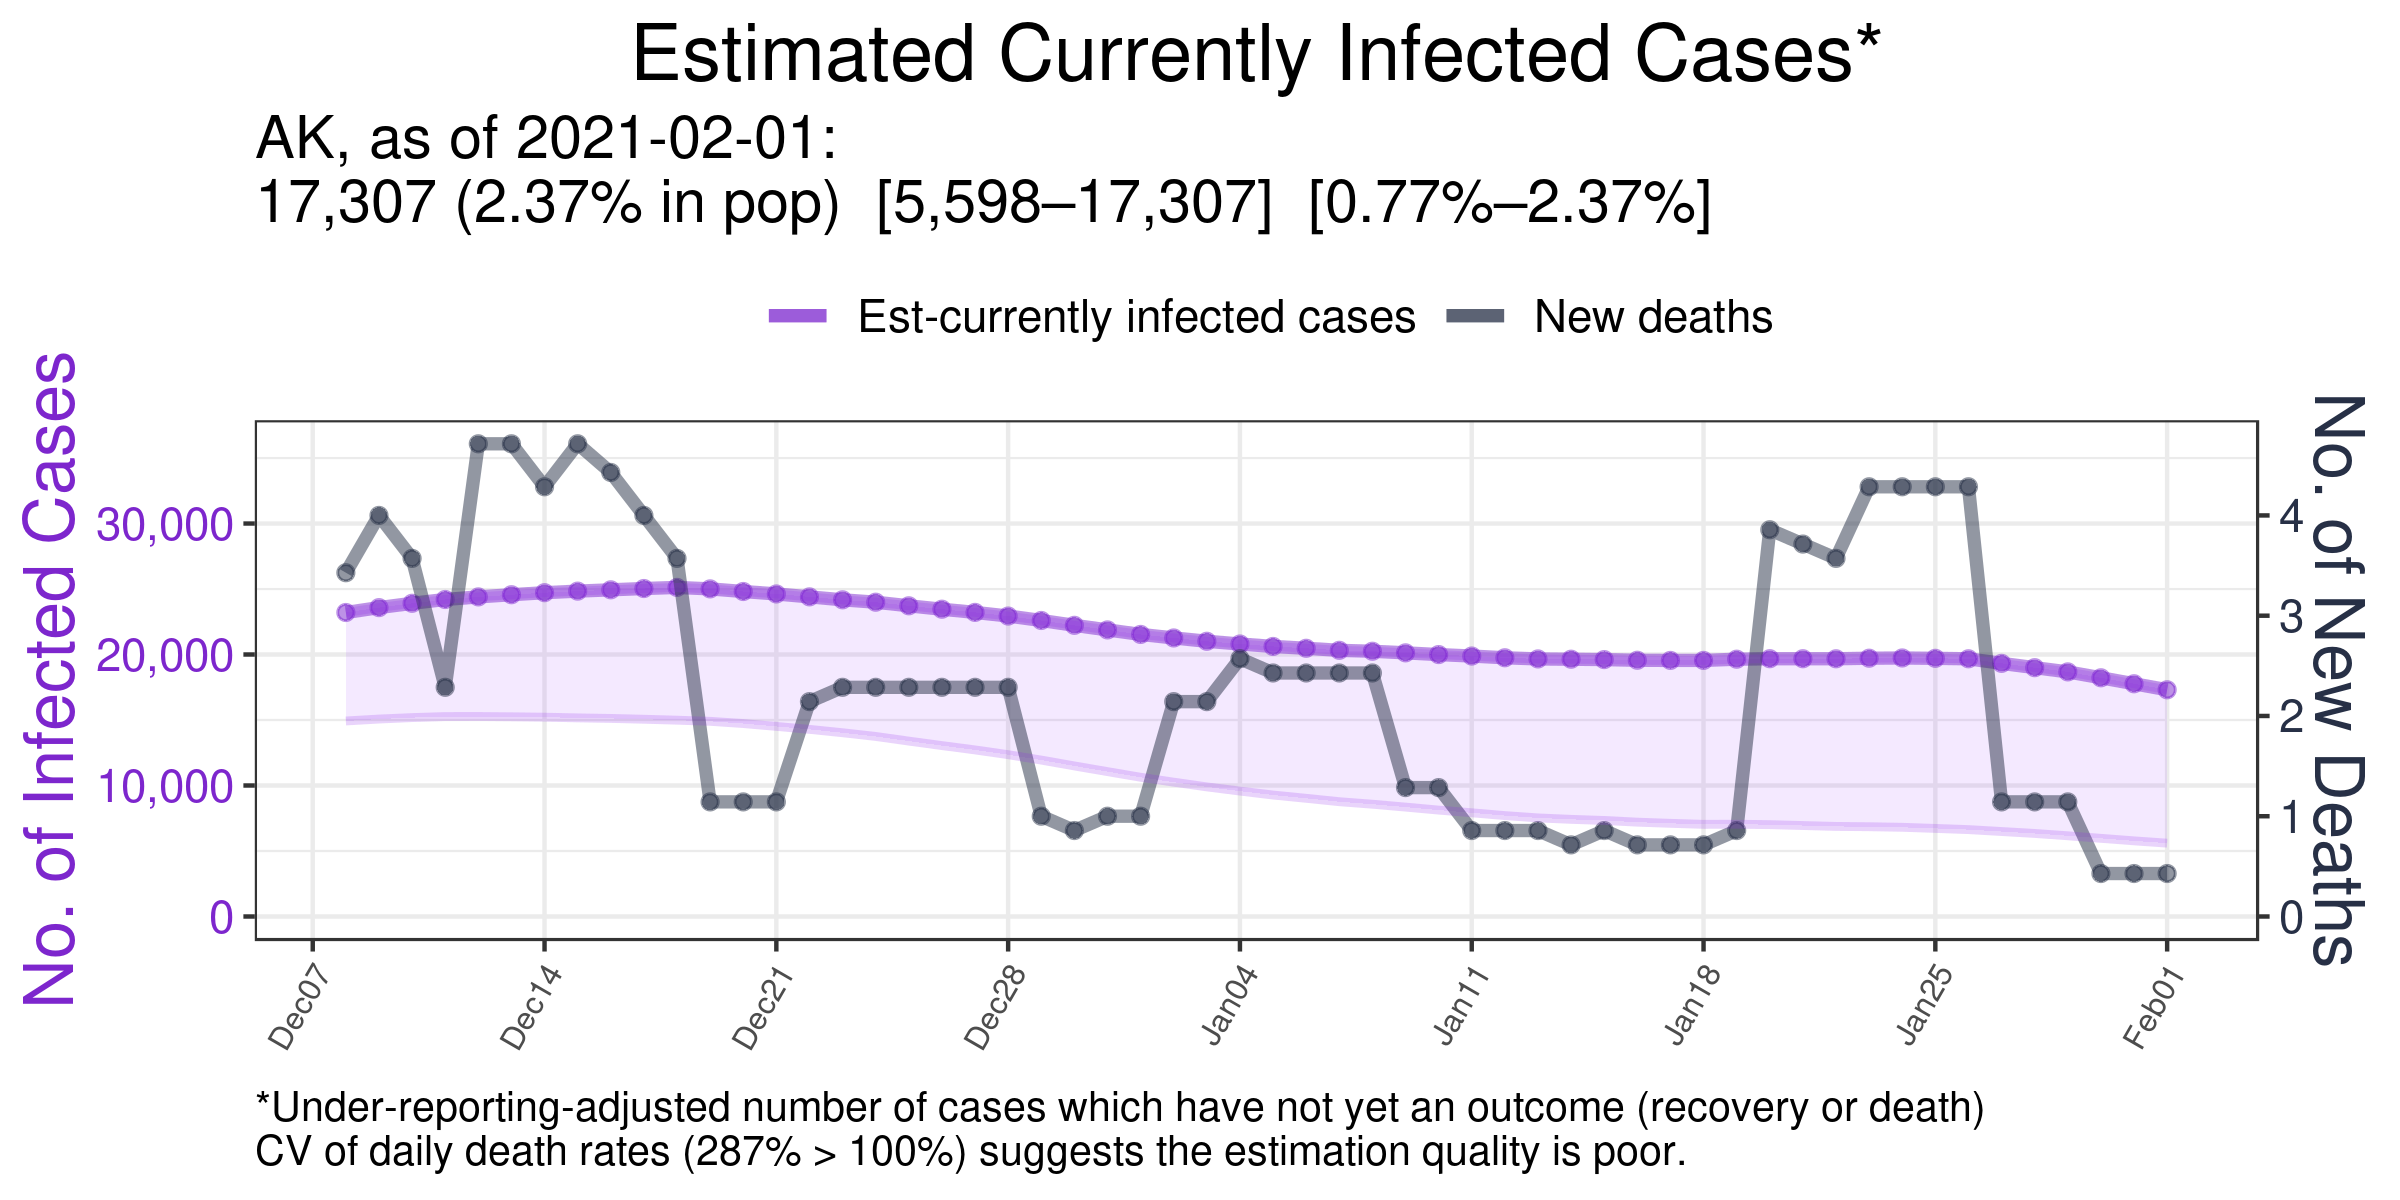 Estimated Currently Infected Cases*
AK, as of 2021-02-01:
17,307 (2.37% in pop)  [5,598–17,307]  [0.77%–2.37%]
Est-currently infected cases
New deaths
No. of Infected Cases
30,000
20,000
10,000
0
4
3
2
1
0
No. of New Deaths
Dec07
Dec14
Dec21
Dec28
Jan04
Jan11
Jan18
Jan25
Feb01
*Under-reporting-adjusted number of cases which have not yet an outcome (recovery or death)
CV of daily death rates (287% > 100%) suggests the estimation quality is poor.